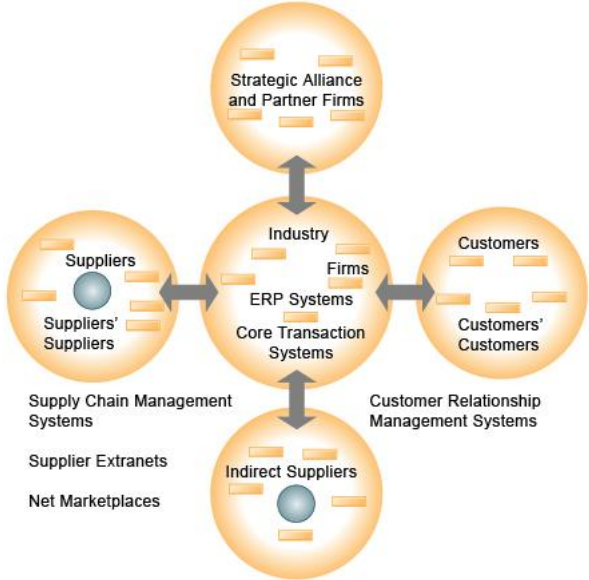 Strategic Alliance
and Partner Firms
Industry
Firms
ERP Systems
Core Transaction
Systems
Suppliers
Suppliers'
Suppliers
Customers
Customers'
Customers
Supply Chain Management
Systems
Supplier Extranets
Net Marketplaces
Customer Relationship
Management Systems
Indirect Suppliers